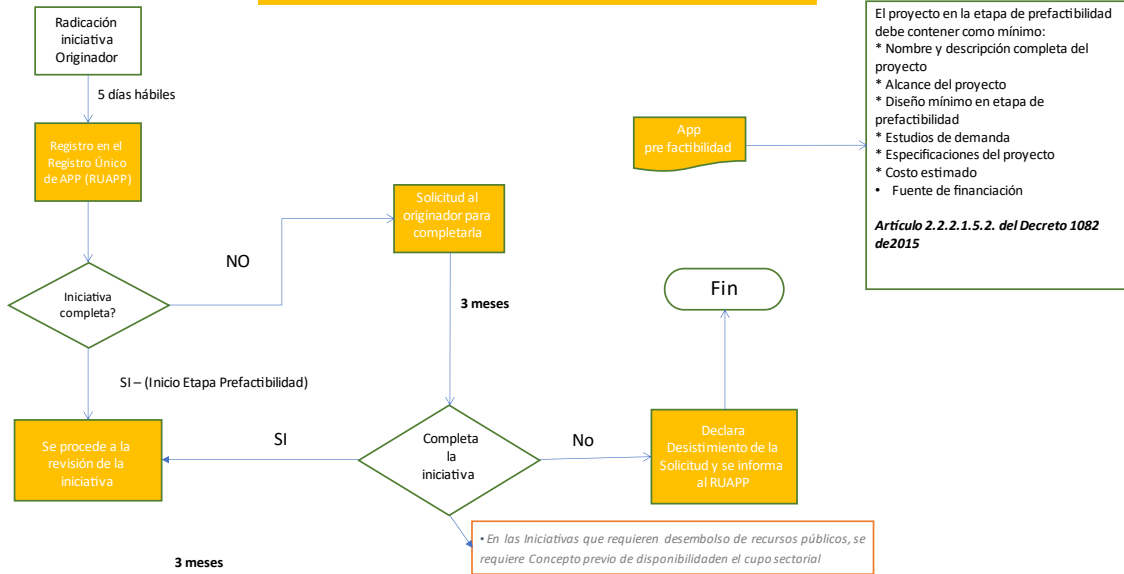 Radicación
iniciativa
Originador
5 días hábiles
Registro en el
Registro Único
de APP (RUAPP)
Iniciativa
completa?
NO
Solicitud al
originador para
completarla
3 meses
SI – (Inicio Etapa Prefactibilidad)
Se procede a la
revisión de la
iniciativa
SI
Completa
la
iniciativa
No
Declara
Desistimiento de la
Solicitud y se informa
al RUAPP
Fin
• En las Iniciativas que requieren desembolso de recursos públicos, se
requiere Concepto previo de disponibilidaden el cupo sectorial
3 meses
App
pre factibilidad
El proyecto en la etapa de prefactibilidad
debe contener como mínimo:
* Nombre y descripción completa del
proyecto
* Alcance del proyecto
* Diseño mínimo en etapa de
prefactibilidad
* Estudios de demanda
* Especificaciones del proyecto
* Costo estimado
• Fuente de financiación
Artículo 2.2.2.1.5.2. del Decreto 1082
de2015